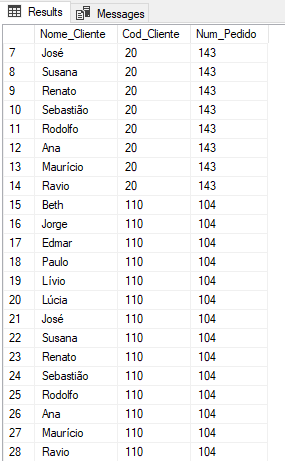 Results Messages
Nome_Cliente Cod_Cliente Num_Pedido
7 José 20 143
8 Susana 20 143
9 Renato 20 143
10 Sebastião 20 143
11 Rodolfo 20 143
12 Ana 20 143
13 Maurício 20 143
14 Ravio 20 143
15 Beth 110 104
16 Jorge 110 104
17 Edmar 110 104
18 Paulo 110 104
19 Lívio 110 104
20 Lúcia 110 104
21 José 110 104
22 Susana 110 104
23 Renato 110 104
24 Sebastião 110 104
25 Rodolfo 110 104
26 Ana 110 104
27 Maurício 110 104
28 Ravio 110 104